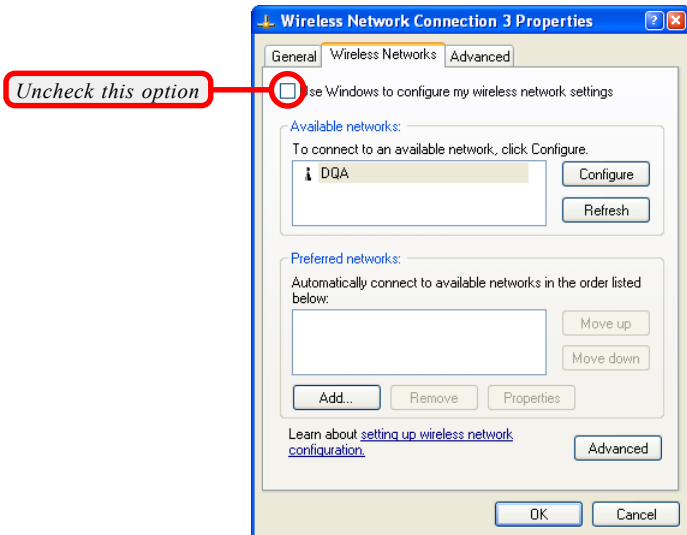 Wireless Network Connection 3 Properties
General Wireless Networks Advanced
Uncheck this option
Use Windows to configure my wireless network settings
Available networks:
To connect to an available network, click Configure.
DQA
Configure
Refresh
Preferred networks:
Automatically connect to available networks in the order listed
below:
Move up
Move down
Add... Remove Properties
Learn about setting up wireless network
configuration.
Advanced
OK Cancel